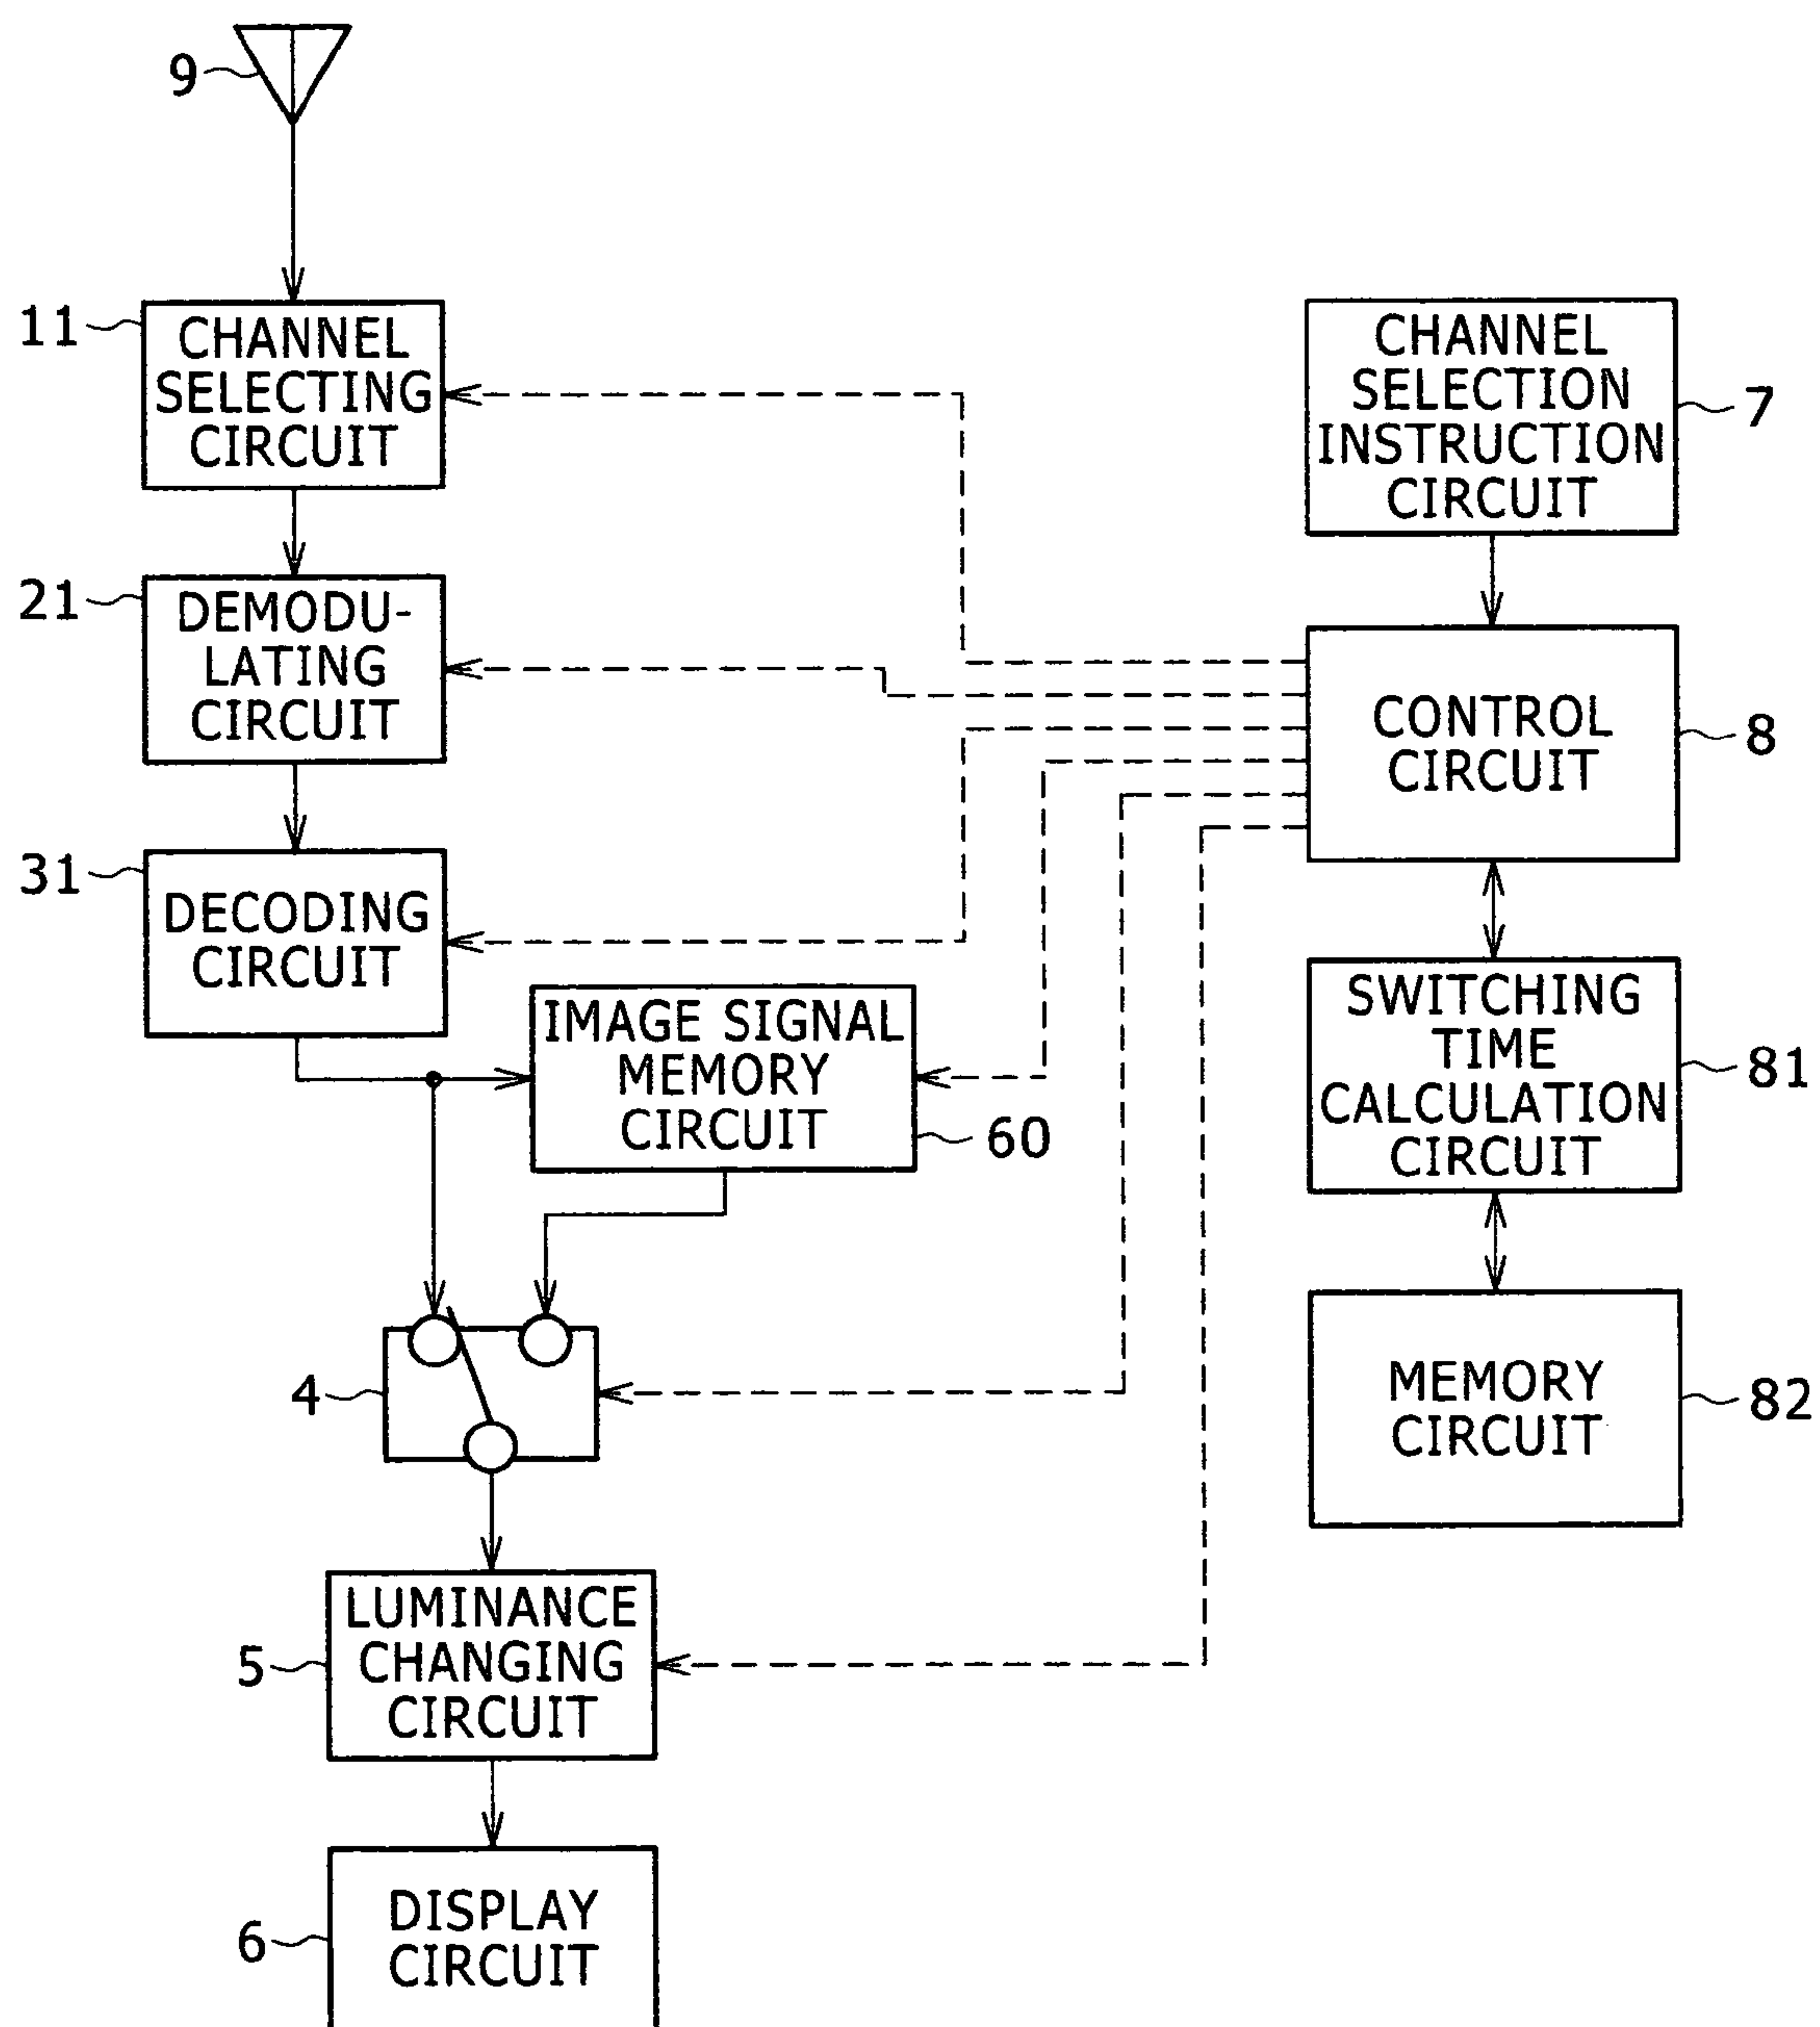 9
11
CHANNEL
SELECTING
CIRCUIT
CHANNEL
SELECTION
INSTRUCTION
CIRCUIT
7
21
DEMODU-
LATING
CIRCUIT
CONTROL
CIRCUIT
8
31
DECODING
CIRCUIT
IMAGE SIGNAL
MEMORY
CIRCUIT
60
SWITCHING
TIME
CALCULATION
CIRCUIT
81
4
MEMORY
CIRCUIT
82
5
LUMINANCE
CHANGING
CIRCUIT
6
DISPLAY
CIRCUIT